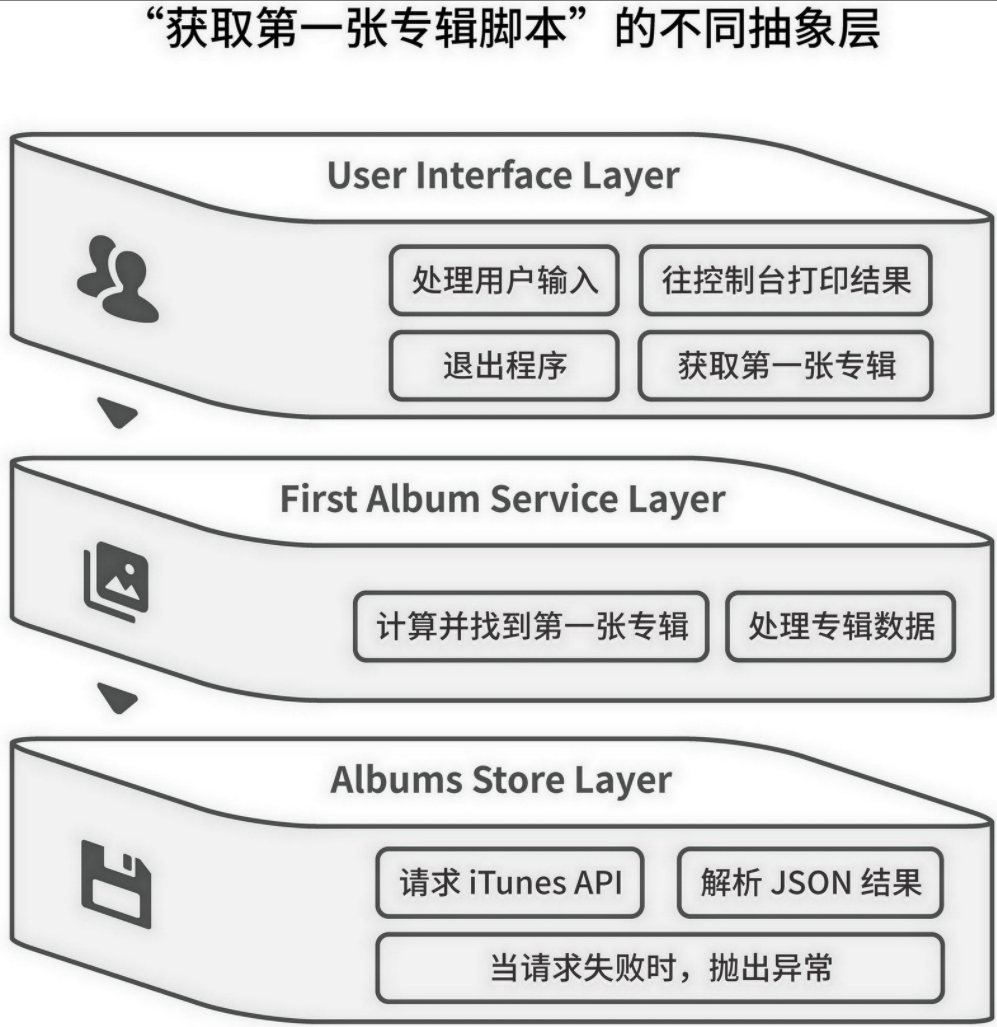 “获取第一张专辑脚本”的不同抽象层
User Interface Layer
处理用户输入
往控制台打印结果
退出程序
获取第一张专辑
First Album Service Layer
计算并找到第一张专辑
处理专辑数据
Albums Store Layer
请求 iTunes API
解析 JSON 结果
当请求失败时，抛出异常